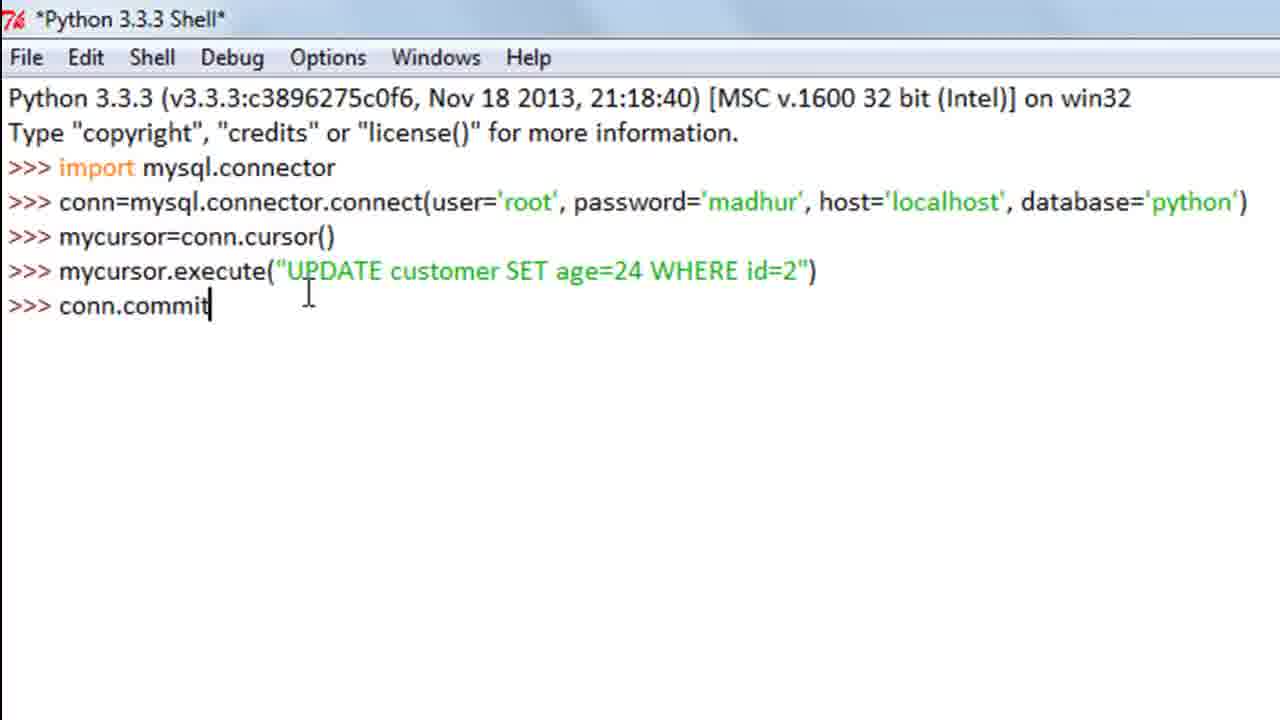 *Python 3.3.3 Shell*
File Edit Shell Debug Options Windows Help
Python 3.3.3 (v3.3.3:c3896275c0f6, Nov 18 2013, 21:18:40) [MSC v.1600 32 bit (Intel)] on win32
Type "copyright", "credits" or "license()" for more information.
>>> import mysql.connector
>>> conn=mysql.connector.connect(user='root', password='madhur', host='localhost', database='python')
>>> mycursor=conn.cursor()
>>> mycursor.execute("UPDATE customer SET age=24 WHERE id=2")
>>> conn.commit